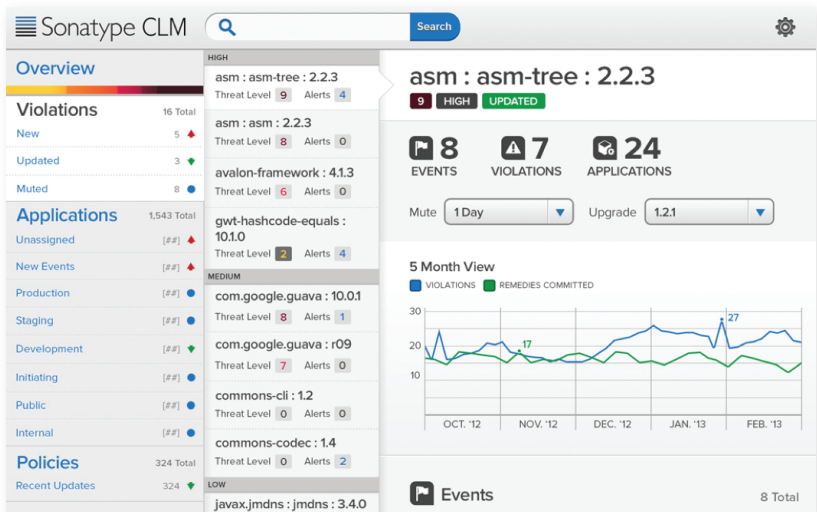 Sonatype CLM
Search
Overview
Violations 16 Total
New 5
Updated 3
Muted 8
Applications 1,543 Total
Unassigned [##]
New Events [##]
Production [##]
Staging [##]
Development [##]
Initiating [##]
Public [##]
Internal [##]
Policies 324 Total
Recent Updates 324
HIGH
asm : asm-tree : 2.2.3
Threat Level 9 Alerts 4
asm : asm : 2.2.3
Threat Level 8 Alerts 0
avalon-framework : 4.1.3
Threat Level 6 Alerts 0
gwt-hashcode-equals :
10.1.0
Threat Level 2 Alerts 4
MEDIUM
com.google.guava : 10.0.1
Threat Level 8 Alerts 1
com.google.guava : r09
Threat Level 7 Alerts 0
commons-cli : 1.2
Threat Level 0 Alerts 0
commons-codec : 1.4
Threat Level 0 Alerts 2
LOW
javax.jmdns : jmdns : 3.4.0
asm : asm-tree : 2.2.3
9 HIGH UPDATED
8 7 24
EVENTS VIOLATIONS APPLICATIONS
Mute 1 Day Upgrade 1.2.1
5 Month View
VIOLATIONS REMEDIES COMMITTED
30
27
20
17
10
OCT. '12 NOV. '12 DEC. '12 JAN. '13 FEB. '13
Events 8 Total